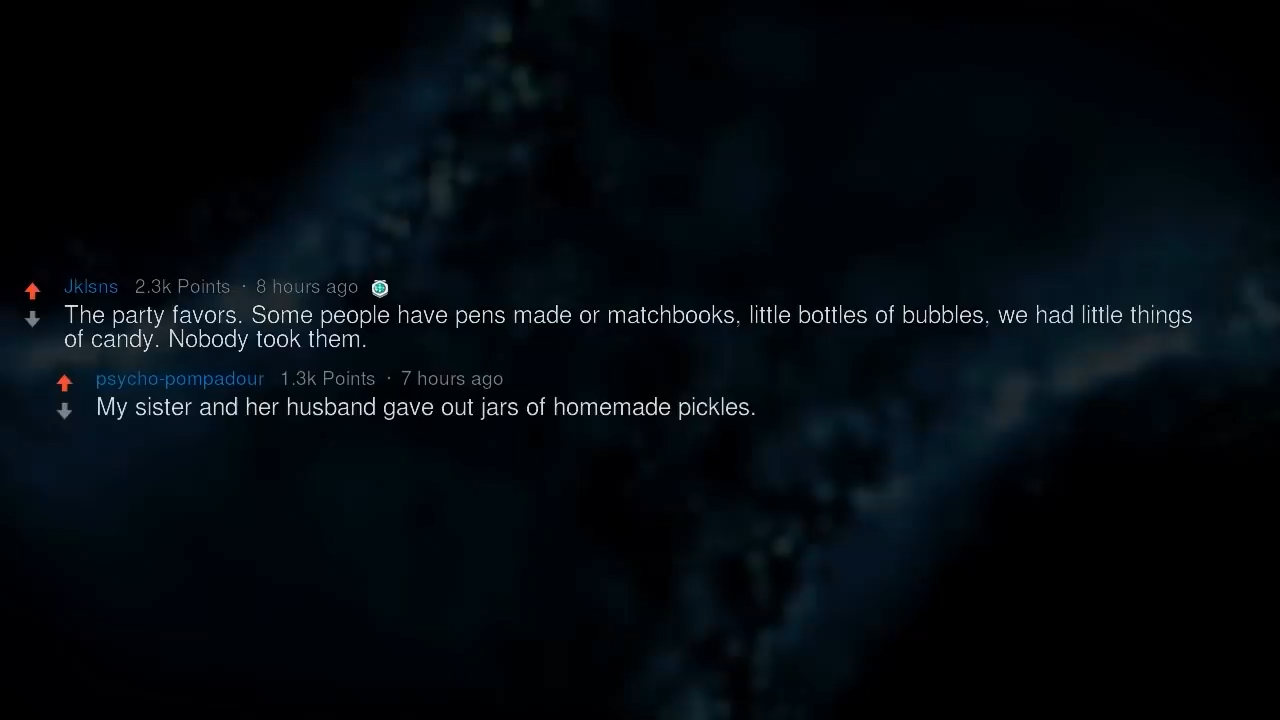 Jklsns 2.3k Points · 8 hours ago
The party favors. Some people have pens made or matchbooks, little bottles of bubbles, we had little things
of candy. Nobody took them.
psycho-pompadour 1.3k Points · 7 hours ago
My sister and her husband gave out jars of homemade pickles.